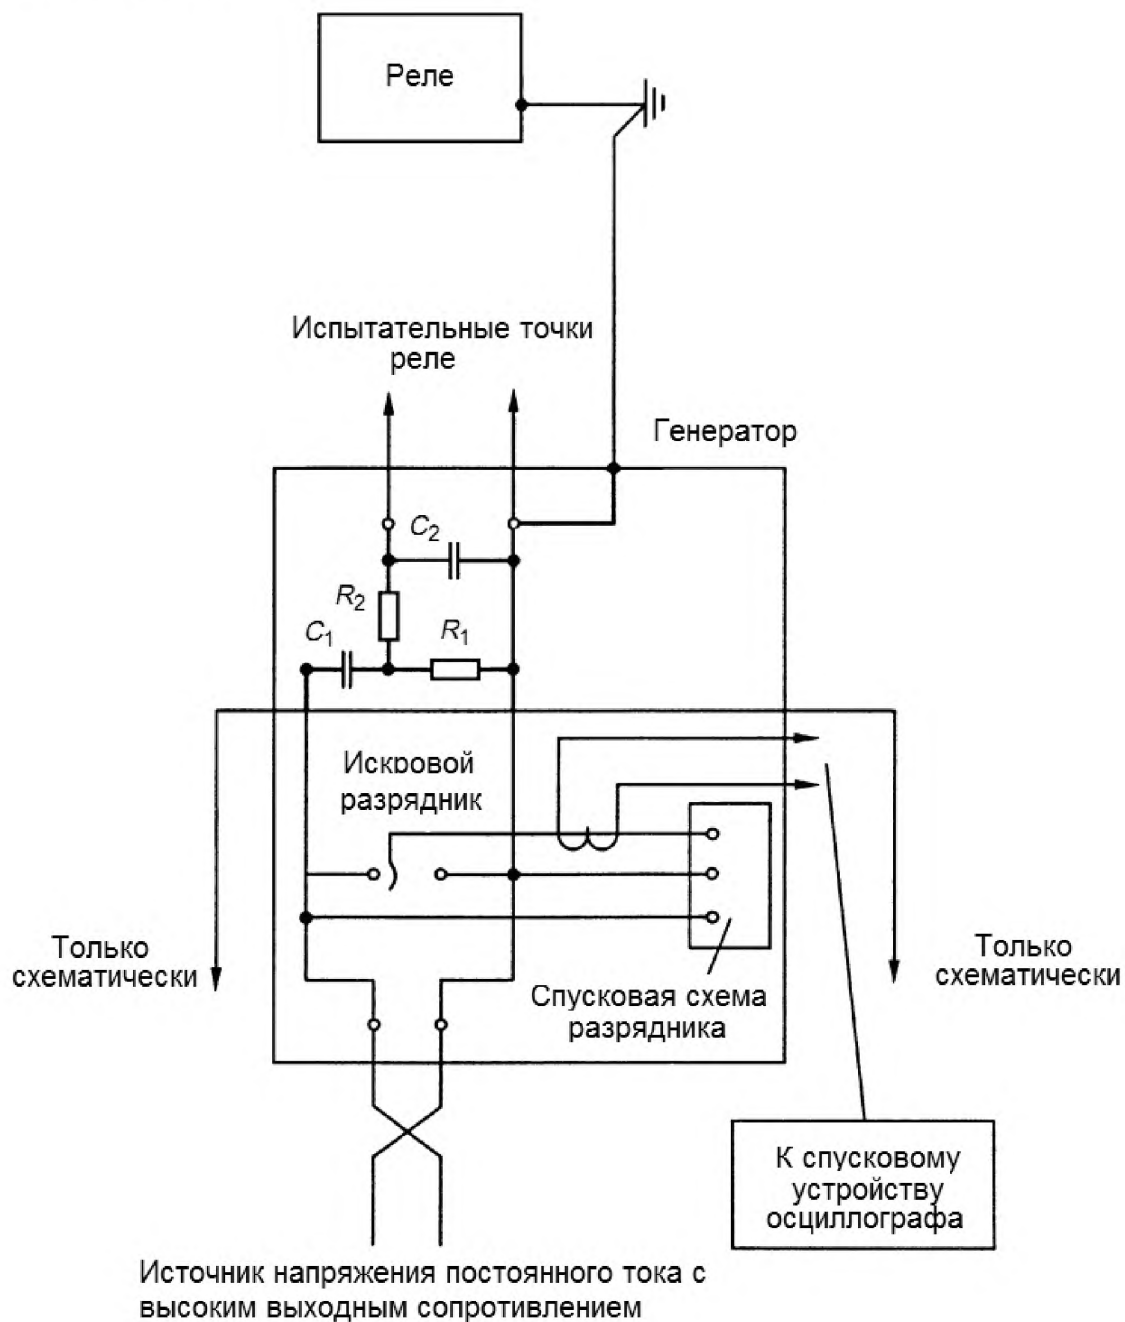 Реле
Испытательные точки
реле
Генератор
C2
R2
C1
R1
Искровой
разрядник
Только
схематически
Только
схематически
Спусковая схема
разрядника
К спусковому
устройству
осциллографа
Источник напряжения постоянного тока с
высоким выходным сопротивлением